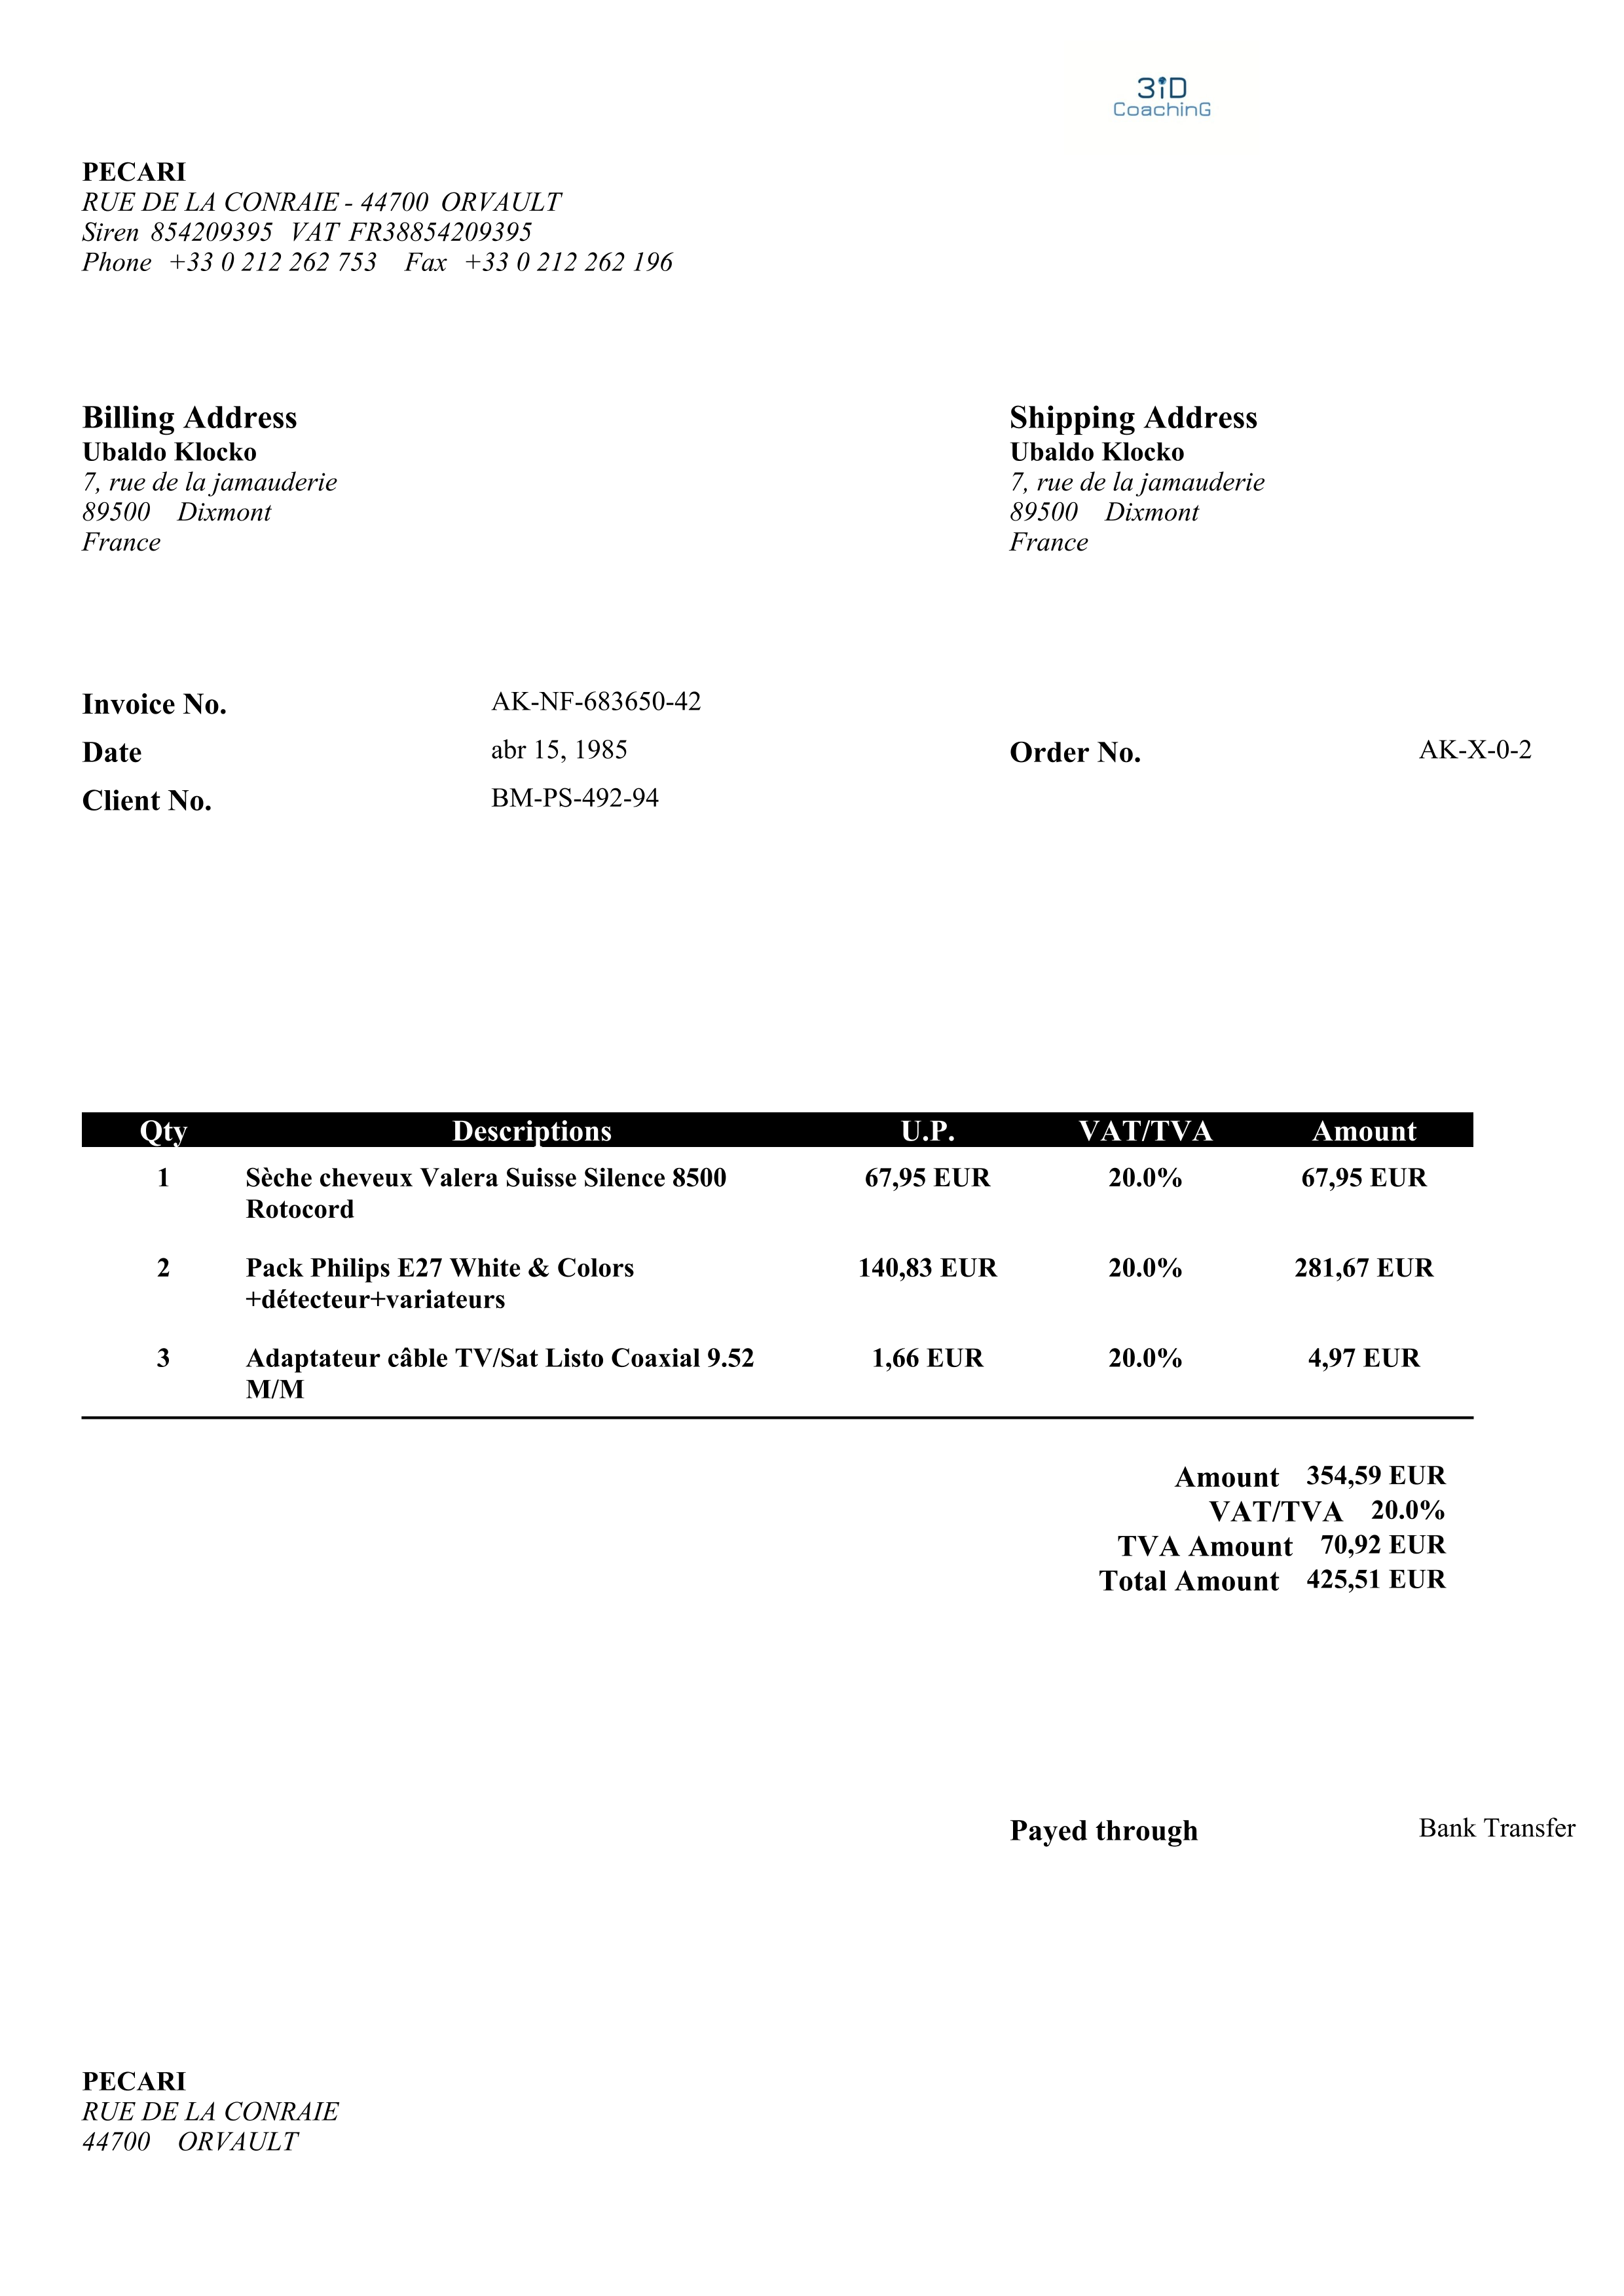 3iD
CoachinG
PECARI
RUE DE LA CONRAIE - 44700 ORVAULT
Siren 854209395 VAT FR38854209395
Phone +33 0 212 262 753 Fax +33 0 212 262 196
Billing Address
Ubaldo Klocko
7, rue de la jamauderie
89500 Dixmont
France
Shipping Address
Ubaldo Klocko
7, rue de la jamauderie
89500 Dixmont
France
Invoice No. AK-NF-683650-42
Date abr 15, 1985 Order No. AK-X-0-2
Client No. BM-PS-492-94
Qty Descriptions U.P. VAT/TVA Amount
1 Sèche cheveux Valera Suisse Silence 8500 67,95 EUR 20.0% 67,95 EUR
Rotocord
2 Pack Philips E27 White & Colors 140,83 EUR 20.0% 281,67 EUR
+détecteur+variateurs
3 Adaptateur câble TV/Sat Listo Coaxial 9.52 1,66 EUR 20.0% 4,97 EUR
M/M
Amount 354,59 EUR
VAT/TVA 20.0%
TVA Amount 70,92 EUR
Total Amount 425,51 EUR
Payed through Bank Transfer
PECARI
RUE DE LA CONRAIE
44700 ORVAULT